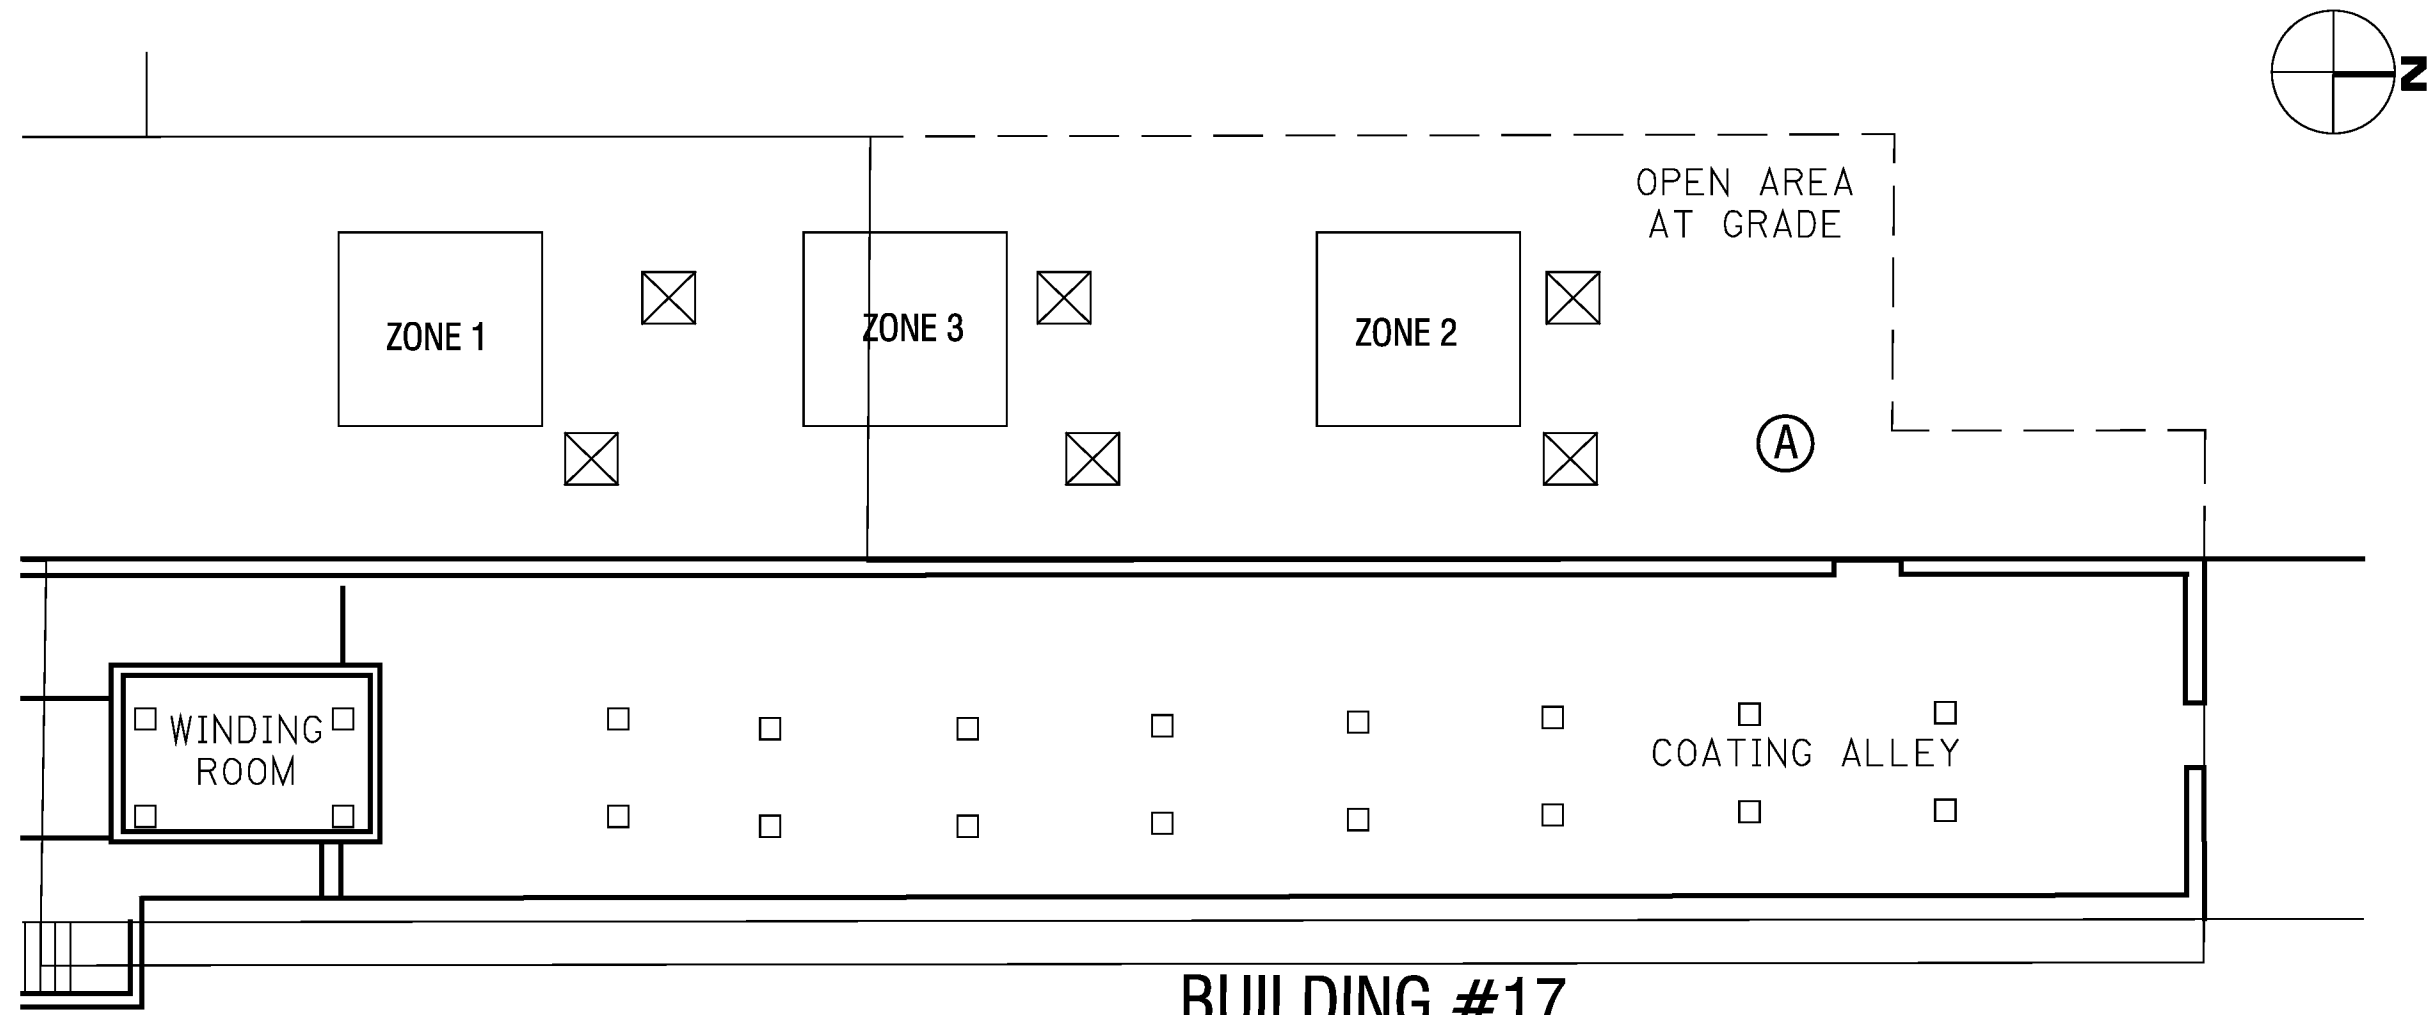 N
OPEN AREA
AT GRADE
ZONE 1
ZONE 3
ZONE 2
A
WINDING
ROOM
COATING ALLEY
BUILDING #17